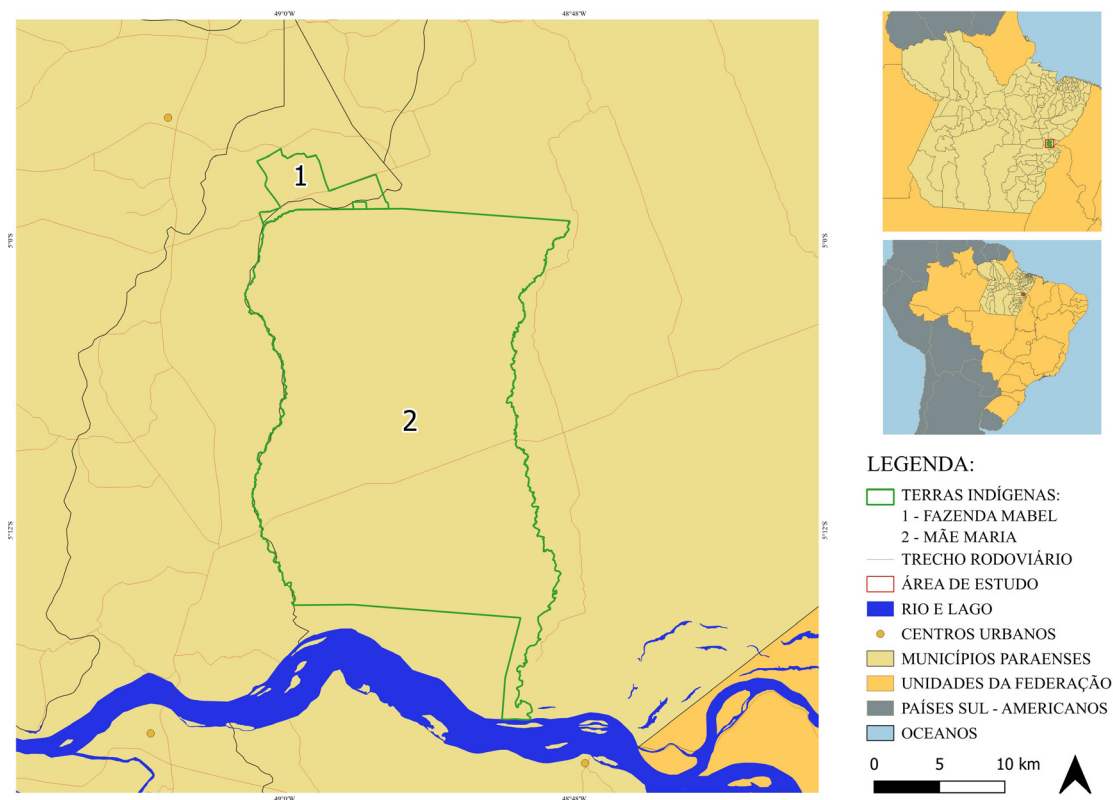 49°0'W
48°48'W
5°0'S
5°0'S
1
2
5°12'S
5°12'S
49°0'W
48°48'W
LEGENDA:
TERRAS INDÍGENAS:
1 - FAZENDA MABEL
2 - MÃE MARIA
TRECHO RODOVIÁRIO
ÁREA DE ESTUDO
RIO E LAGO
CENTROS URBANOS
MUNICÍPIOS PARAENSES
UNIDADES DA FEDERAÇÃO
PAÍSES SUL - AMERICANOS
OCEANOS
0 5 10 km